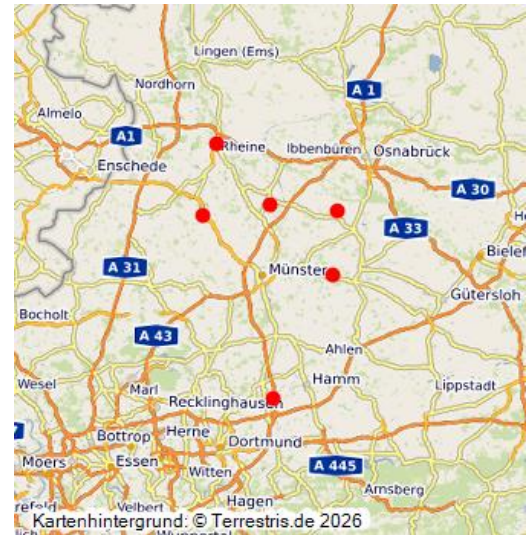 Lingen (Ems)
Nordhorn
A 1
Almelo
A1
Rheine
Ibbenbüren
Osnabrück
Enschede
A 30
A 33
Bielef
A 31
Münster
Gütersloh
Bocholt
A 43
Ahlen
Wesel
Marl
Hamm
Lippstadt
Recklinghausen
Bottrop
Herne
Dortmund
Moers
Essen
Witten
A 445
Hagen
Arnsberg
refeld
Velbert
Kartenhintergrund: © Terrestris.de 2026